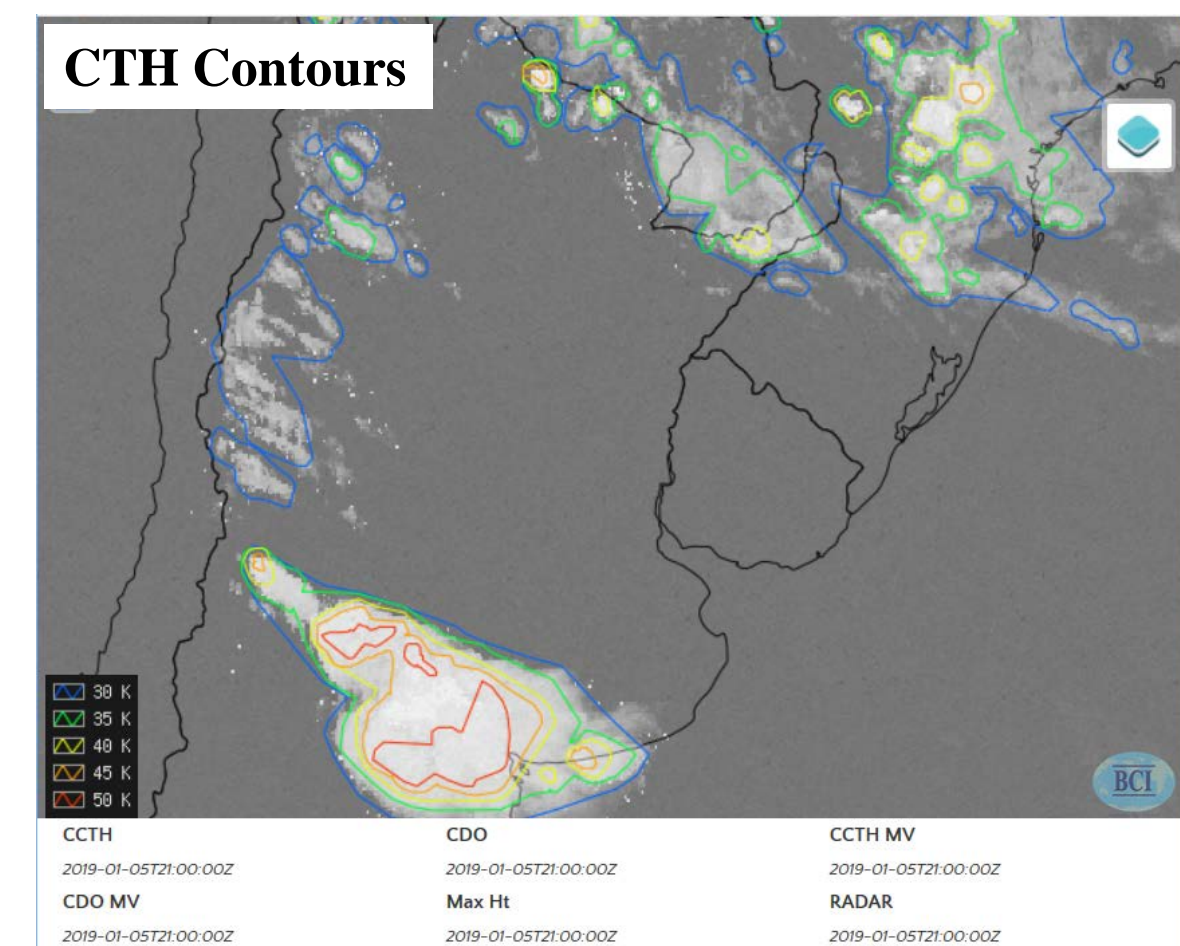 CTH Contours
30 K
35 K
40 K
45 K
50 K
BCI
CCTH CDO CCTH MV
2019-01-05T21:00:00Z 2019-01-05T21:00:00Z 2019-01-05T21:00:00Z
CDO MV Max Ht RADAR
2019-01-05T21:00:00Z 2019-01-05T21:00:00Z 2019-01-05T21:00:00Z